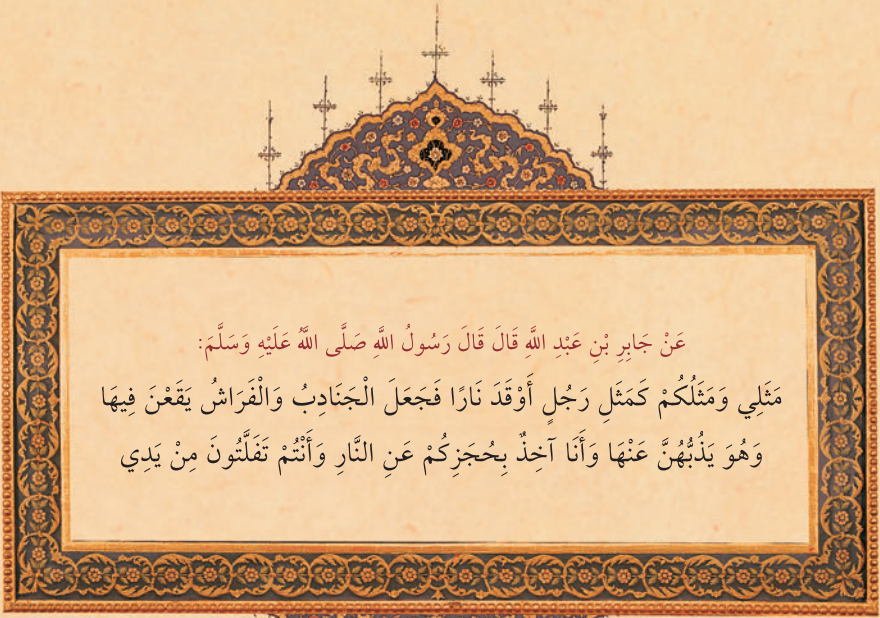 عَنْ جَابِرِ بْنِ عَبْدِ اللَّهِ قَالَ قَالَ رَسُولُ اللَّهِ صَلَّى اللَّهُ عَلَيْهِ وَسَلَّمَ:
مَثَلِي وَمَثَلُكُمْ كَمَثَلِ رَجُلٍ أَوْقَدَ نَارًا فَجَعَلَ الْجَنَادِبُ وَالْفَرَاشُ يَقَعْنَ فِيهَا
وَهُوَ يَذُبُّهُنَّ عَنْهَا وَأَنَا آخِذٌ بِحُجَزِكُمْ عَنِ النَّارِ وَأَنْتُمْ تَفَلَّتُونَ مِنْ يَدِي